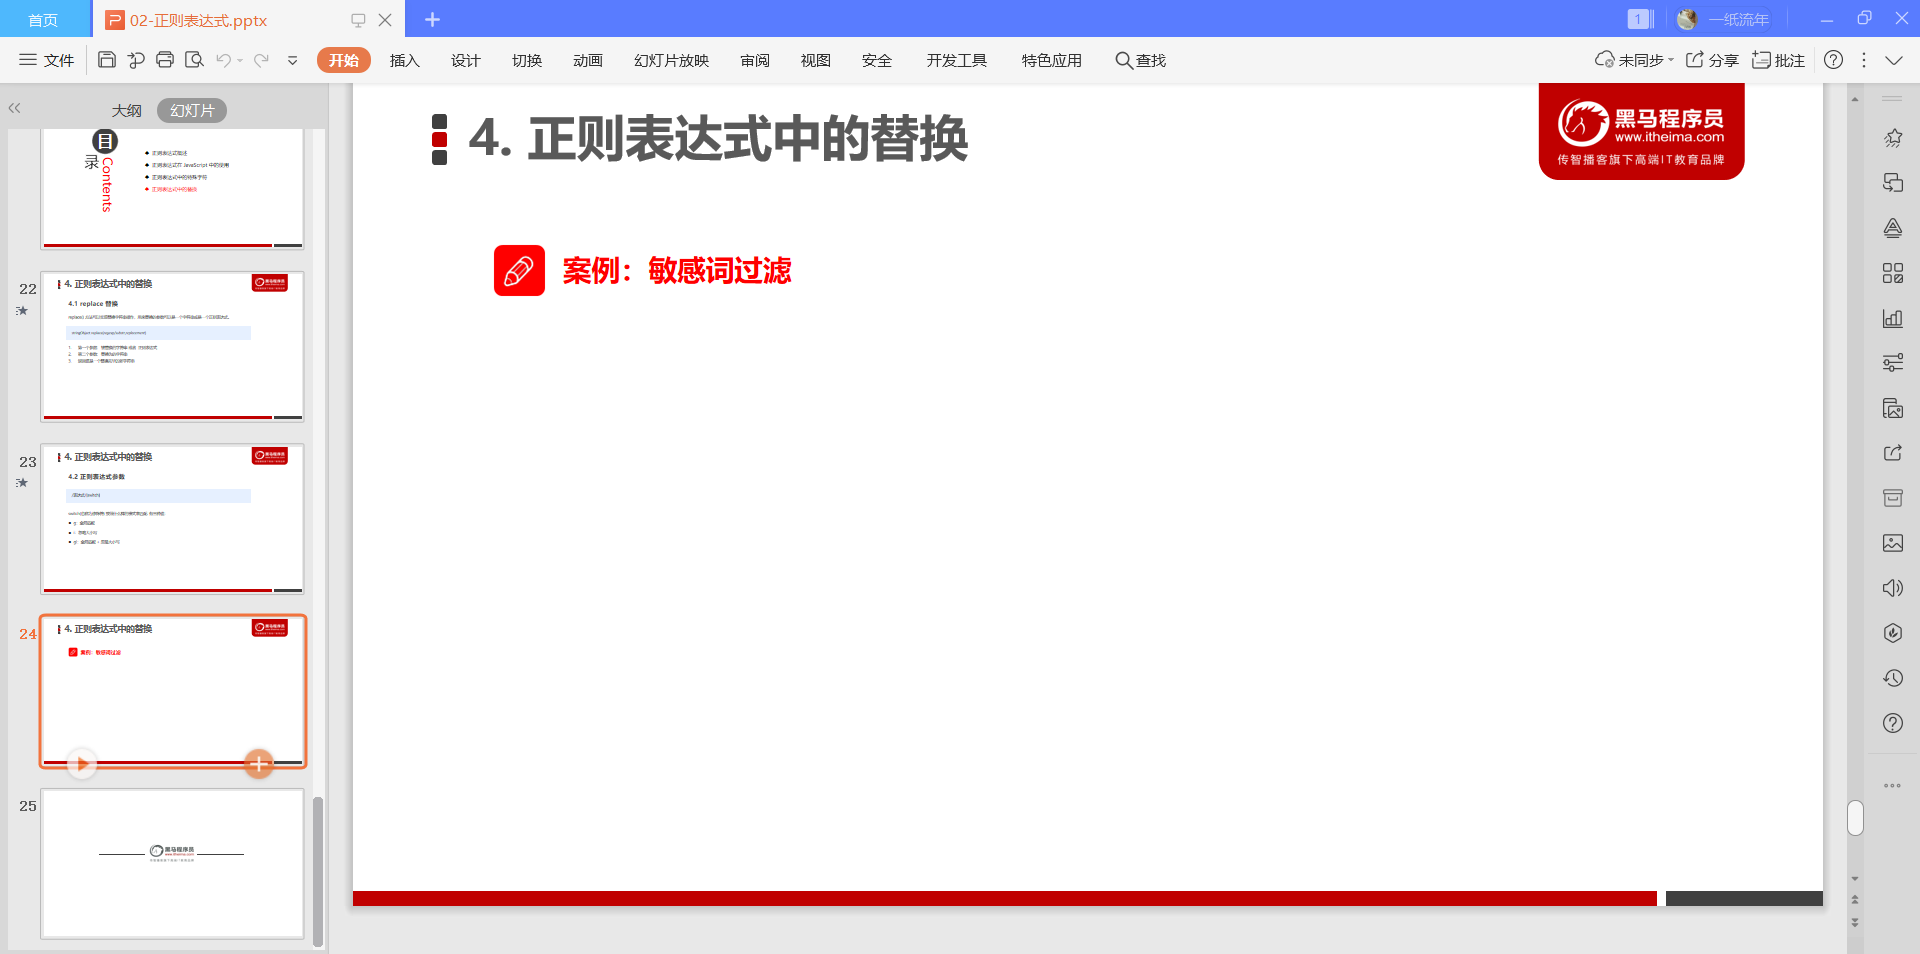 首页
02-正则表达式.pptx
1
一纸流年
文件
开始
插入
设计
切换
动画
幻灯片放映
审阅
视图
安全
开发工具
特色应用
查找
未同步
分享
批注
大纲
幻灯片
目
录
Contents
正则表达式概述
正则表达式在 JavaScript 中的使用
正则表达式中的特殊字符
正则表达式中的替换
22
4. 正则表达式中的替换
4.1 replace 替换
23
4. 正则表达式中的替换
4.2 正则表达式参数
24
4. 正则表达式中的替换
案例：敏感词过滤
25
黑马程序员
4. 正则表达式中的替换
黑马程序员
www.itheima.com
传智播客旗下高端IT教育品牌
案例：敏感词过滤